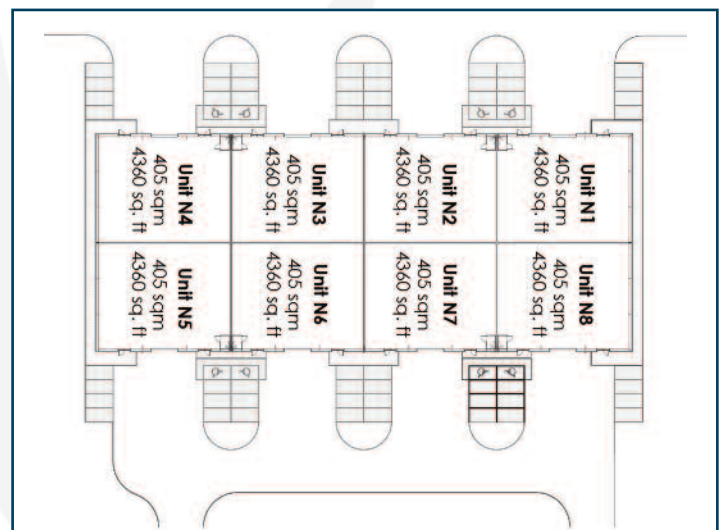 Unit N4
405 sqm
4360 sq. ft
Unit N3
405 sqm
4360 sq. ft
Unit N2
405 sqm
4360 sq. ft
Unit N1
405 sqm
4360 sq. ft
Unit N5
405 sqm
4360 sq. ft
Unit N6
405 sqm
4360 sq. ft
Unit N7
405 sqm
4360 sq. ft
Unit N8
405 sqm
4360 sq. ft